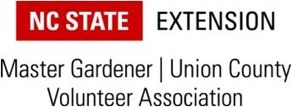 NC STATE EXTENSION
Master Gardener | Union County
Volunteer Association